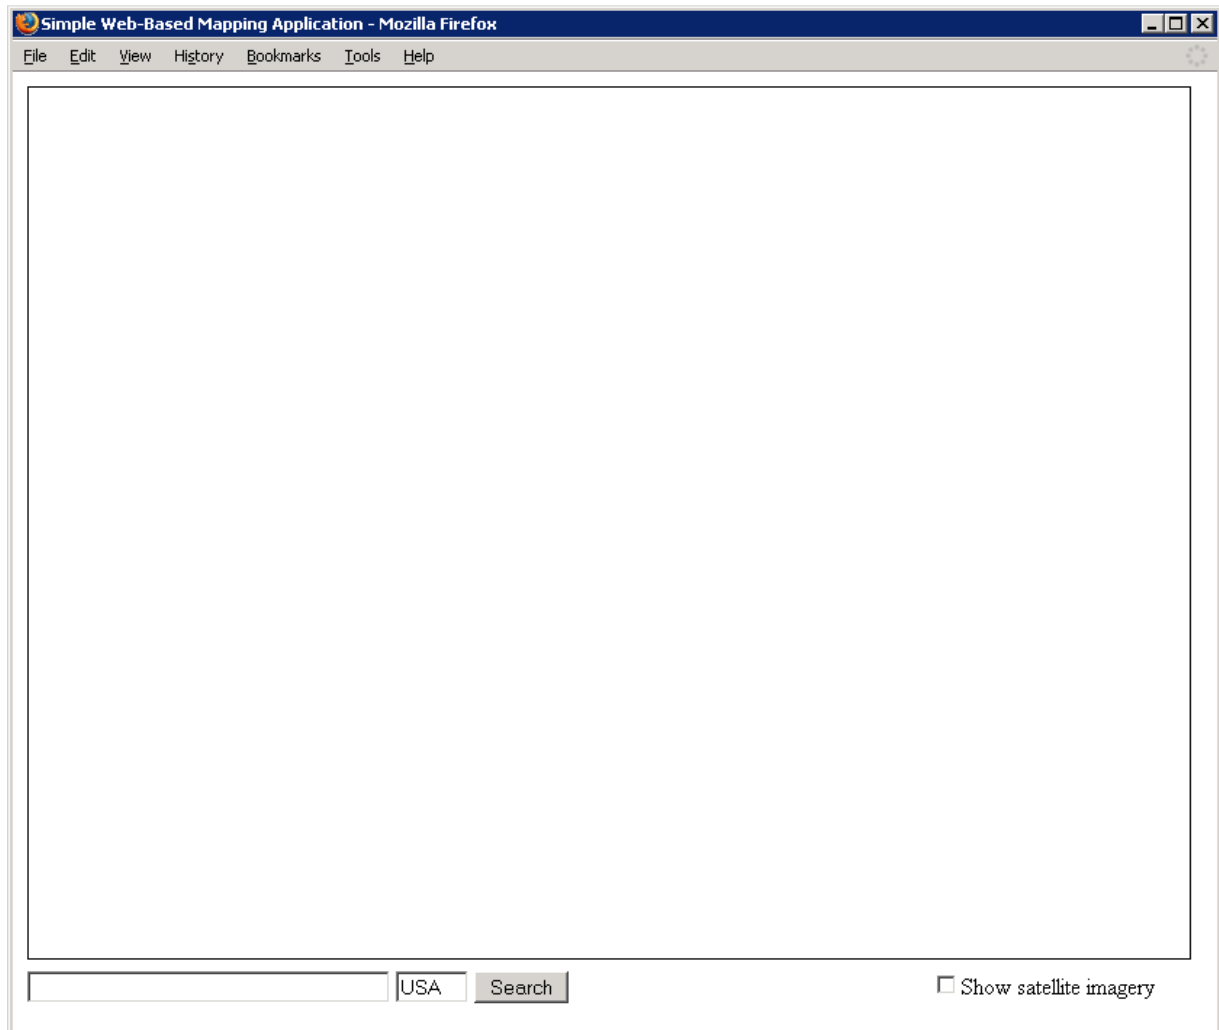 Simple Web-Based Mapping Application - Mozilla Firefox
File Edit View History Bookmarks Tools Help
USA Search Show satellite imagery